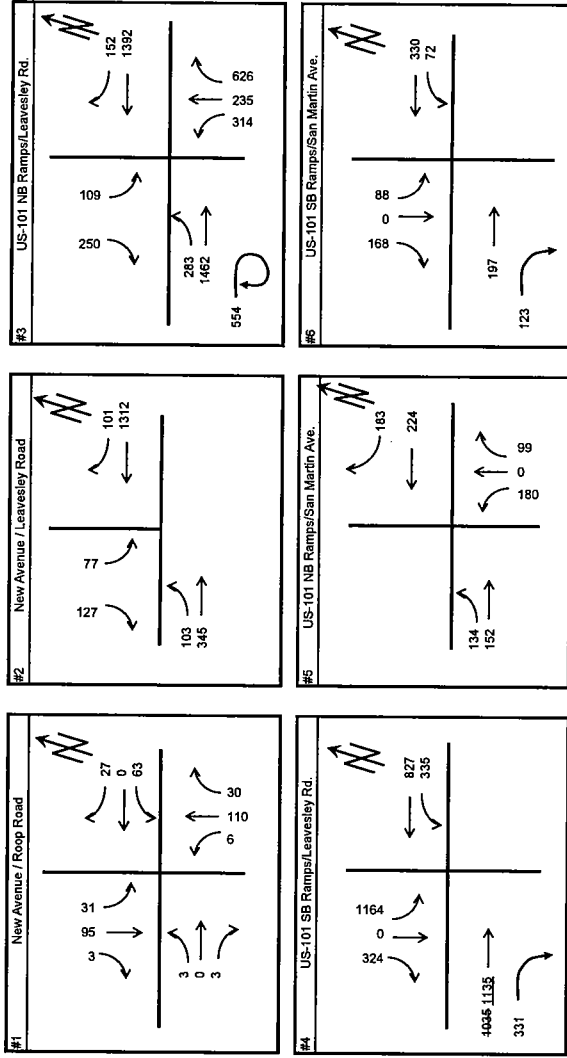 #1 New Avenue / Roop Road
3 95 31
27
0
63
3
0
3
6 110 30
#2 New Avenue / Leavesley Road
127 77
101
1312
103
345
#3 US-101 NB Ramps/Leavesley Rd.
250 109
152
1392
283
1462
554
314 235 626
#4 US-101 SB Ramps/Leavesley Rd.
324 0 1164
827
335
1035 1135
331
#5 US-101 NB Ramps/San Martin Ave.
183
224
134
152
180 0 99
#6 US-101 SB Ramps/San Martin Ave.
168 0 88
330
72
197
123